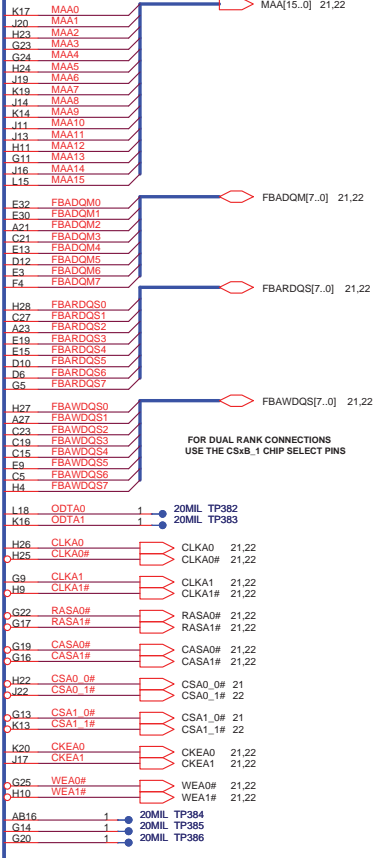 K17 MAA0 MAA[15..0] 21,22
J20 MAA1
H23 MAA2
G23 MAA3
G24 MAA4
H24 MAA5
J19 MAA6
K19 MAA7
J14 MAA8
K14 MAA9
J11 MAA10
J13 MAA11
H11 MAA12
G11 MAA13
J16 MAA14
L15 MAA15
E32 FBADQM0 FBADQM[7..0] 21,22
E30 FBADQM1
A21 FBADQM2
C21 FBADQM3
E13 FBADQM4
D12 FBADQM5
E3 FBADQM6
F4 FBADQM7
H28 FBARDQS0 FBARDQS[7..0] 21,22
C27 FBARDQS1
A23 FBARDQS2
E19 FBARDQS3
E15 FBARDQS4
D10 FBARDQS5
D6 FBARDQS6
G5 FBARDQS7
H27 FBAWDQS0 FBAWDQS[7..0] 21,22
A27 FBAWDQS1
C23 FBAWDQS2
C19 FBAWDQS3
C15 FBAWDQS4
E9 FBAWDQS5
C5 FBAWDQS6
H4 FBAWDQS7
FOR DUAL RANK CONNECTIONS
USE THE CSxB_1 CHIP SELECT PINS
L18 ODTA0 1 20MIL TP382
K16 ODTA1 1 20MIL TP383
H26 CLKA0 CLKA0 21,22
H25 CLKA0# CLKA0# 21,22
G9 CLKA1 CLKA1 21,22
H9 CLKA1# CLKA1# 21,22
G22 RASA0# RASA0# 21,22
G17 RASA1# RASA1# 21,22
G19 CASA0# CASA0# 21,22
G16 CASA1# CASA1# 21,22
H22 CSA0_0# CSA0_0# 21
J22 CSA0_1# CSA0_1# 22
G13 CSA1_0# CSA1_0# 21
K13 CSA1_1# CSA1_1# 22
K20 CKEA0 CKEA0 21,22
J17 CKEA1 CKEA1 21,22
G25 WEA0# WEA0# 21,22
H10 WEA1# WEA1# 21,22
AB16 1 20MIL TP384
G14 1 20MIL TP385
G20 1 20MIL TP386